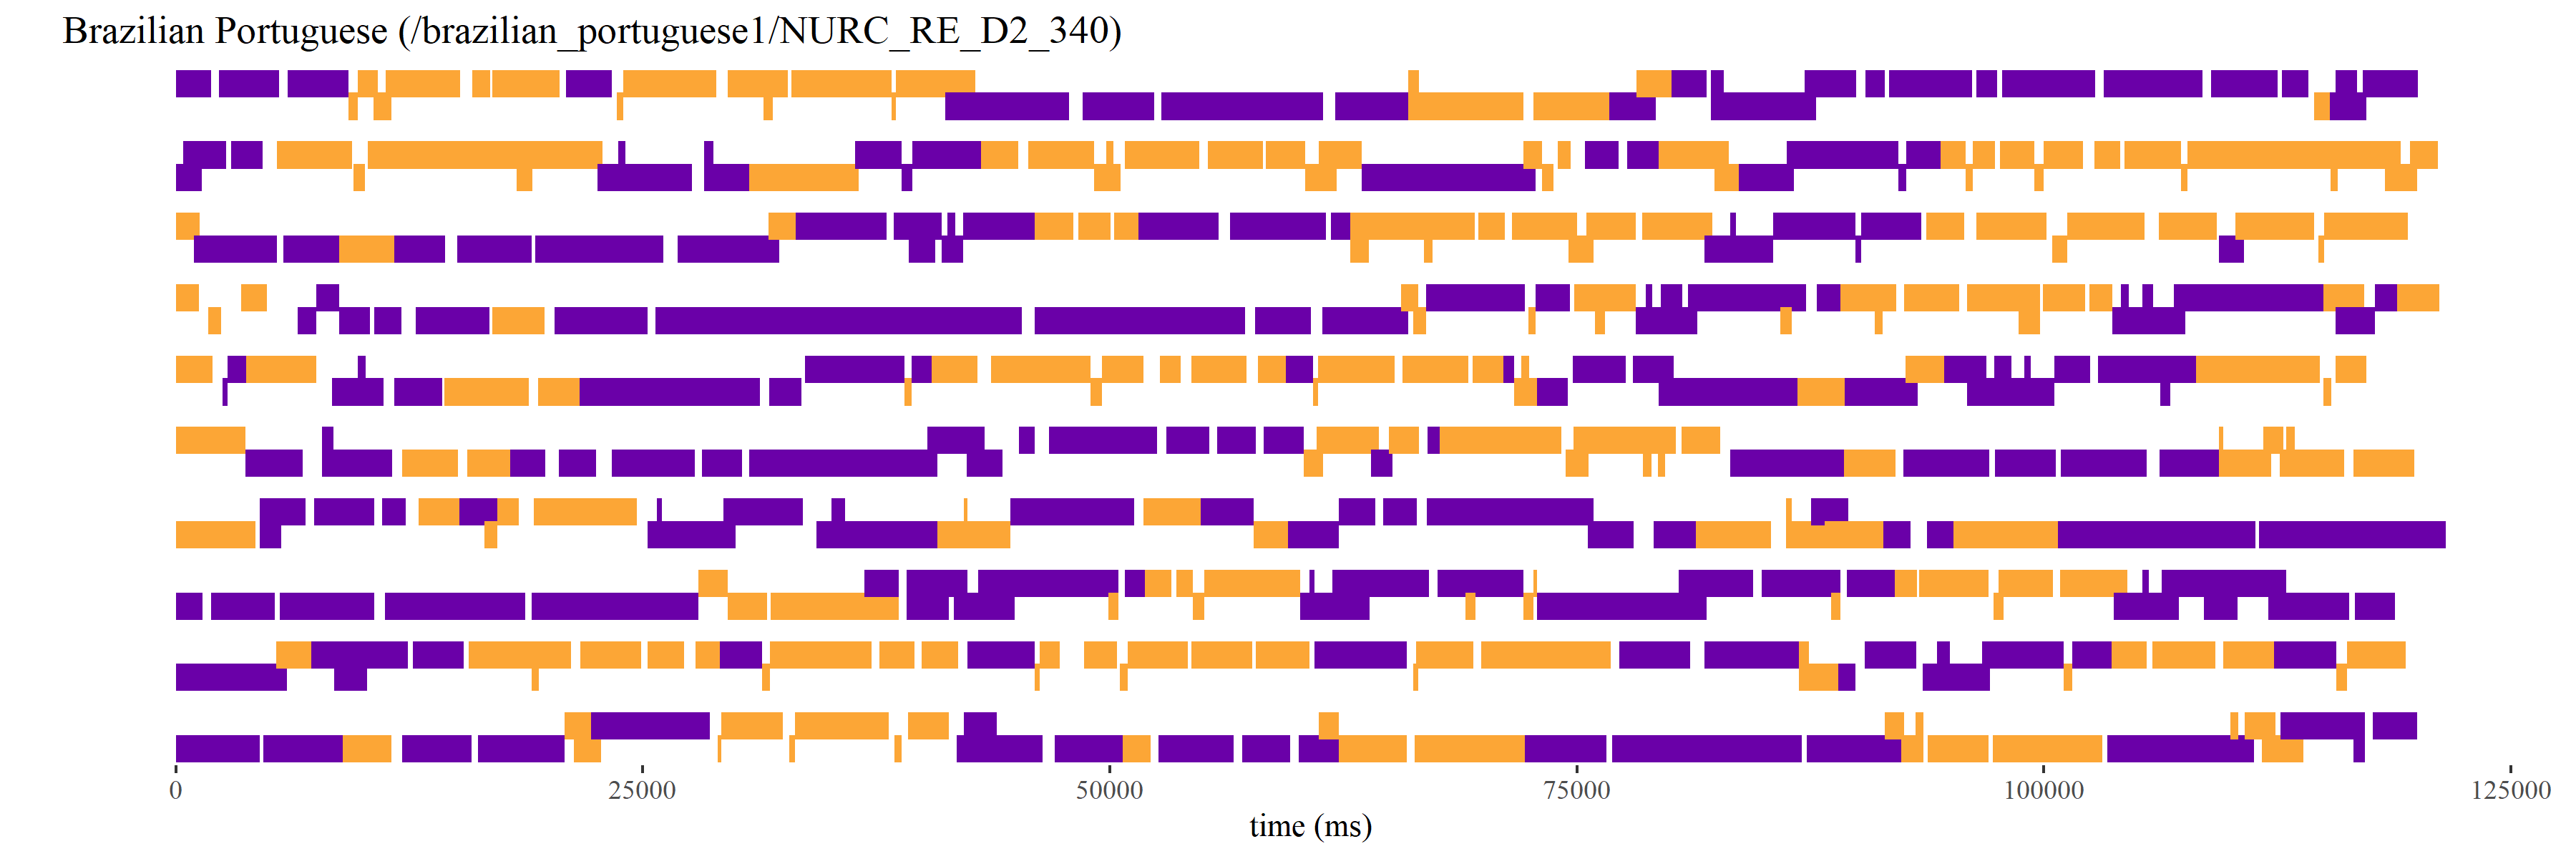 Brazilian Portuguese (/brazilian_portuguese1/NURC_RE_D2_340)
0 25000 50000 75000 100000 125000
time (ms)